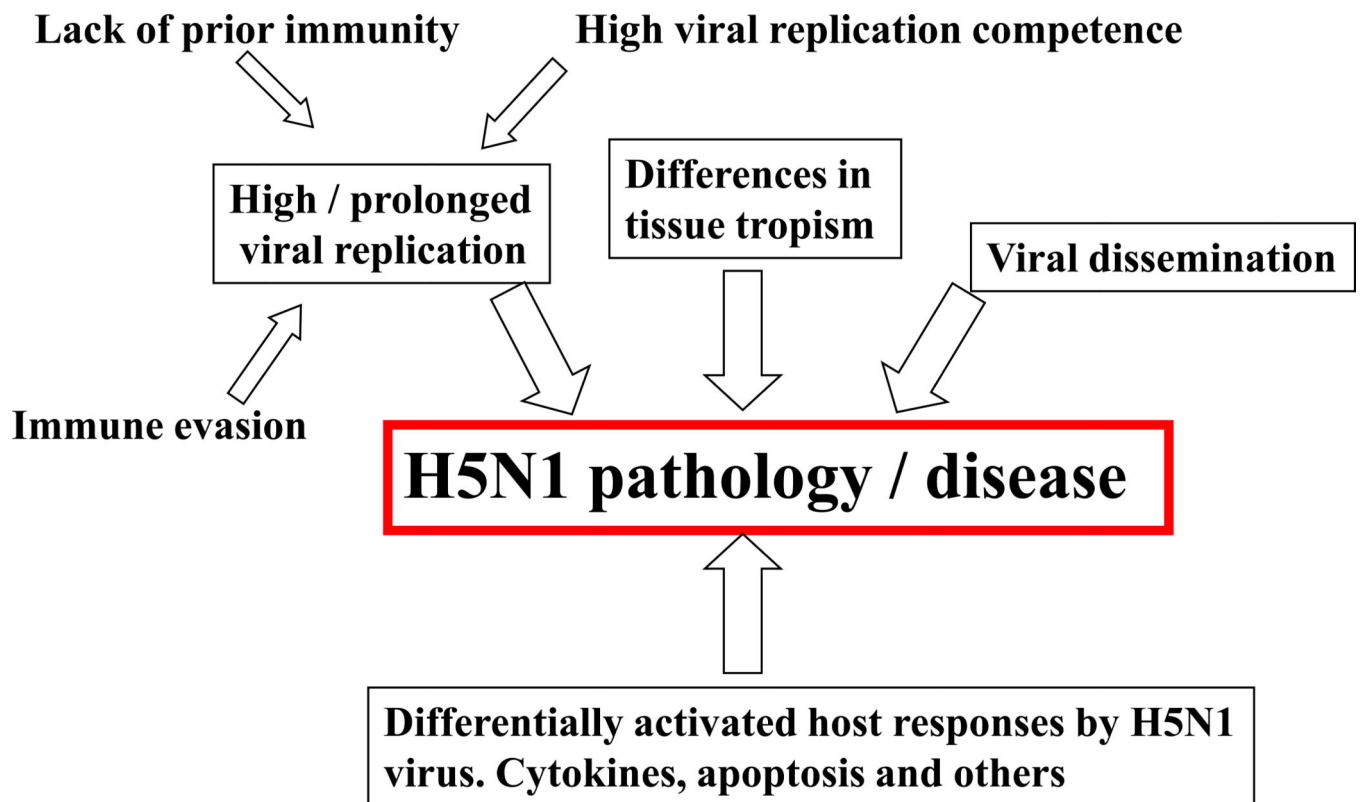 Lack of prior immunity
High viral replication competence
High / prolonged
viral replication
Differences in
tissue tropism
Viral dissemination
Immune evasion
H5N1 pathology / disease
Differentially activated host responses by H5N1
virus. Cytokines, apoptosis and others